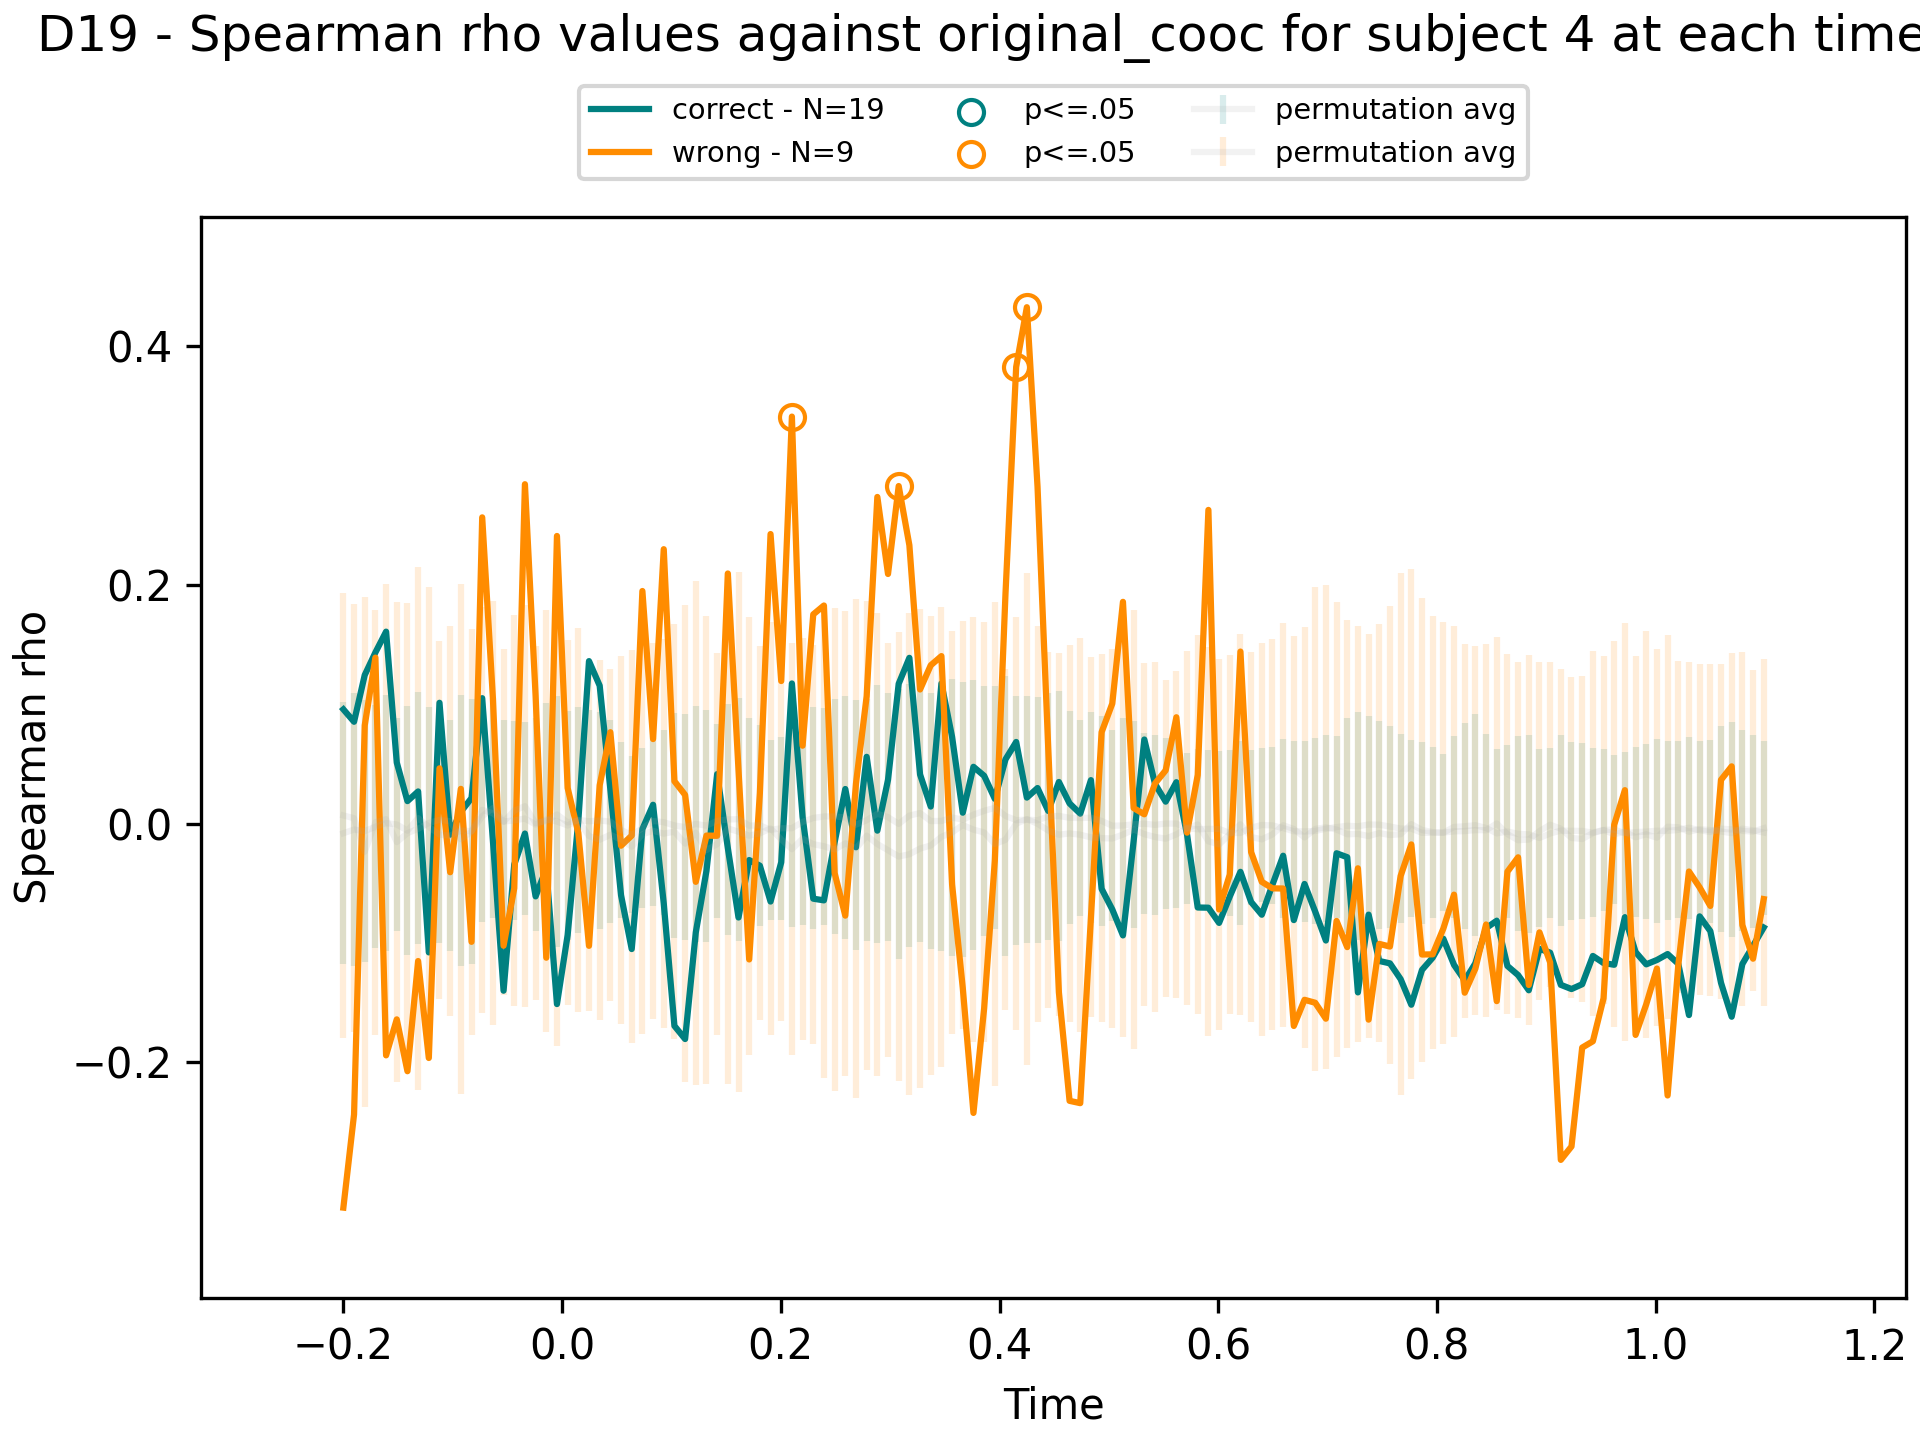 D19 - Spearman rho values against original_cooc for subject 4 at each time
correct - N=19
wrong - N=9
p<=.05
p<=.05
permutation avg
permutation avg
Spearman rho
0.4
0.2
0.0
−0.2
−0.2 0.0 0.2 0.4 0.6 0.8 1.0 1.2
Time